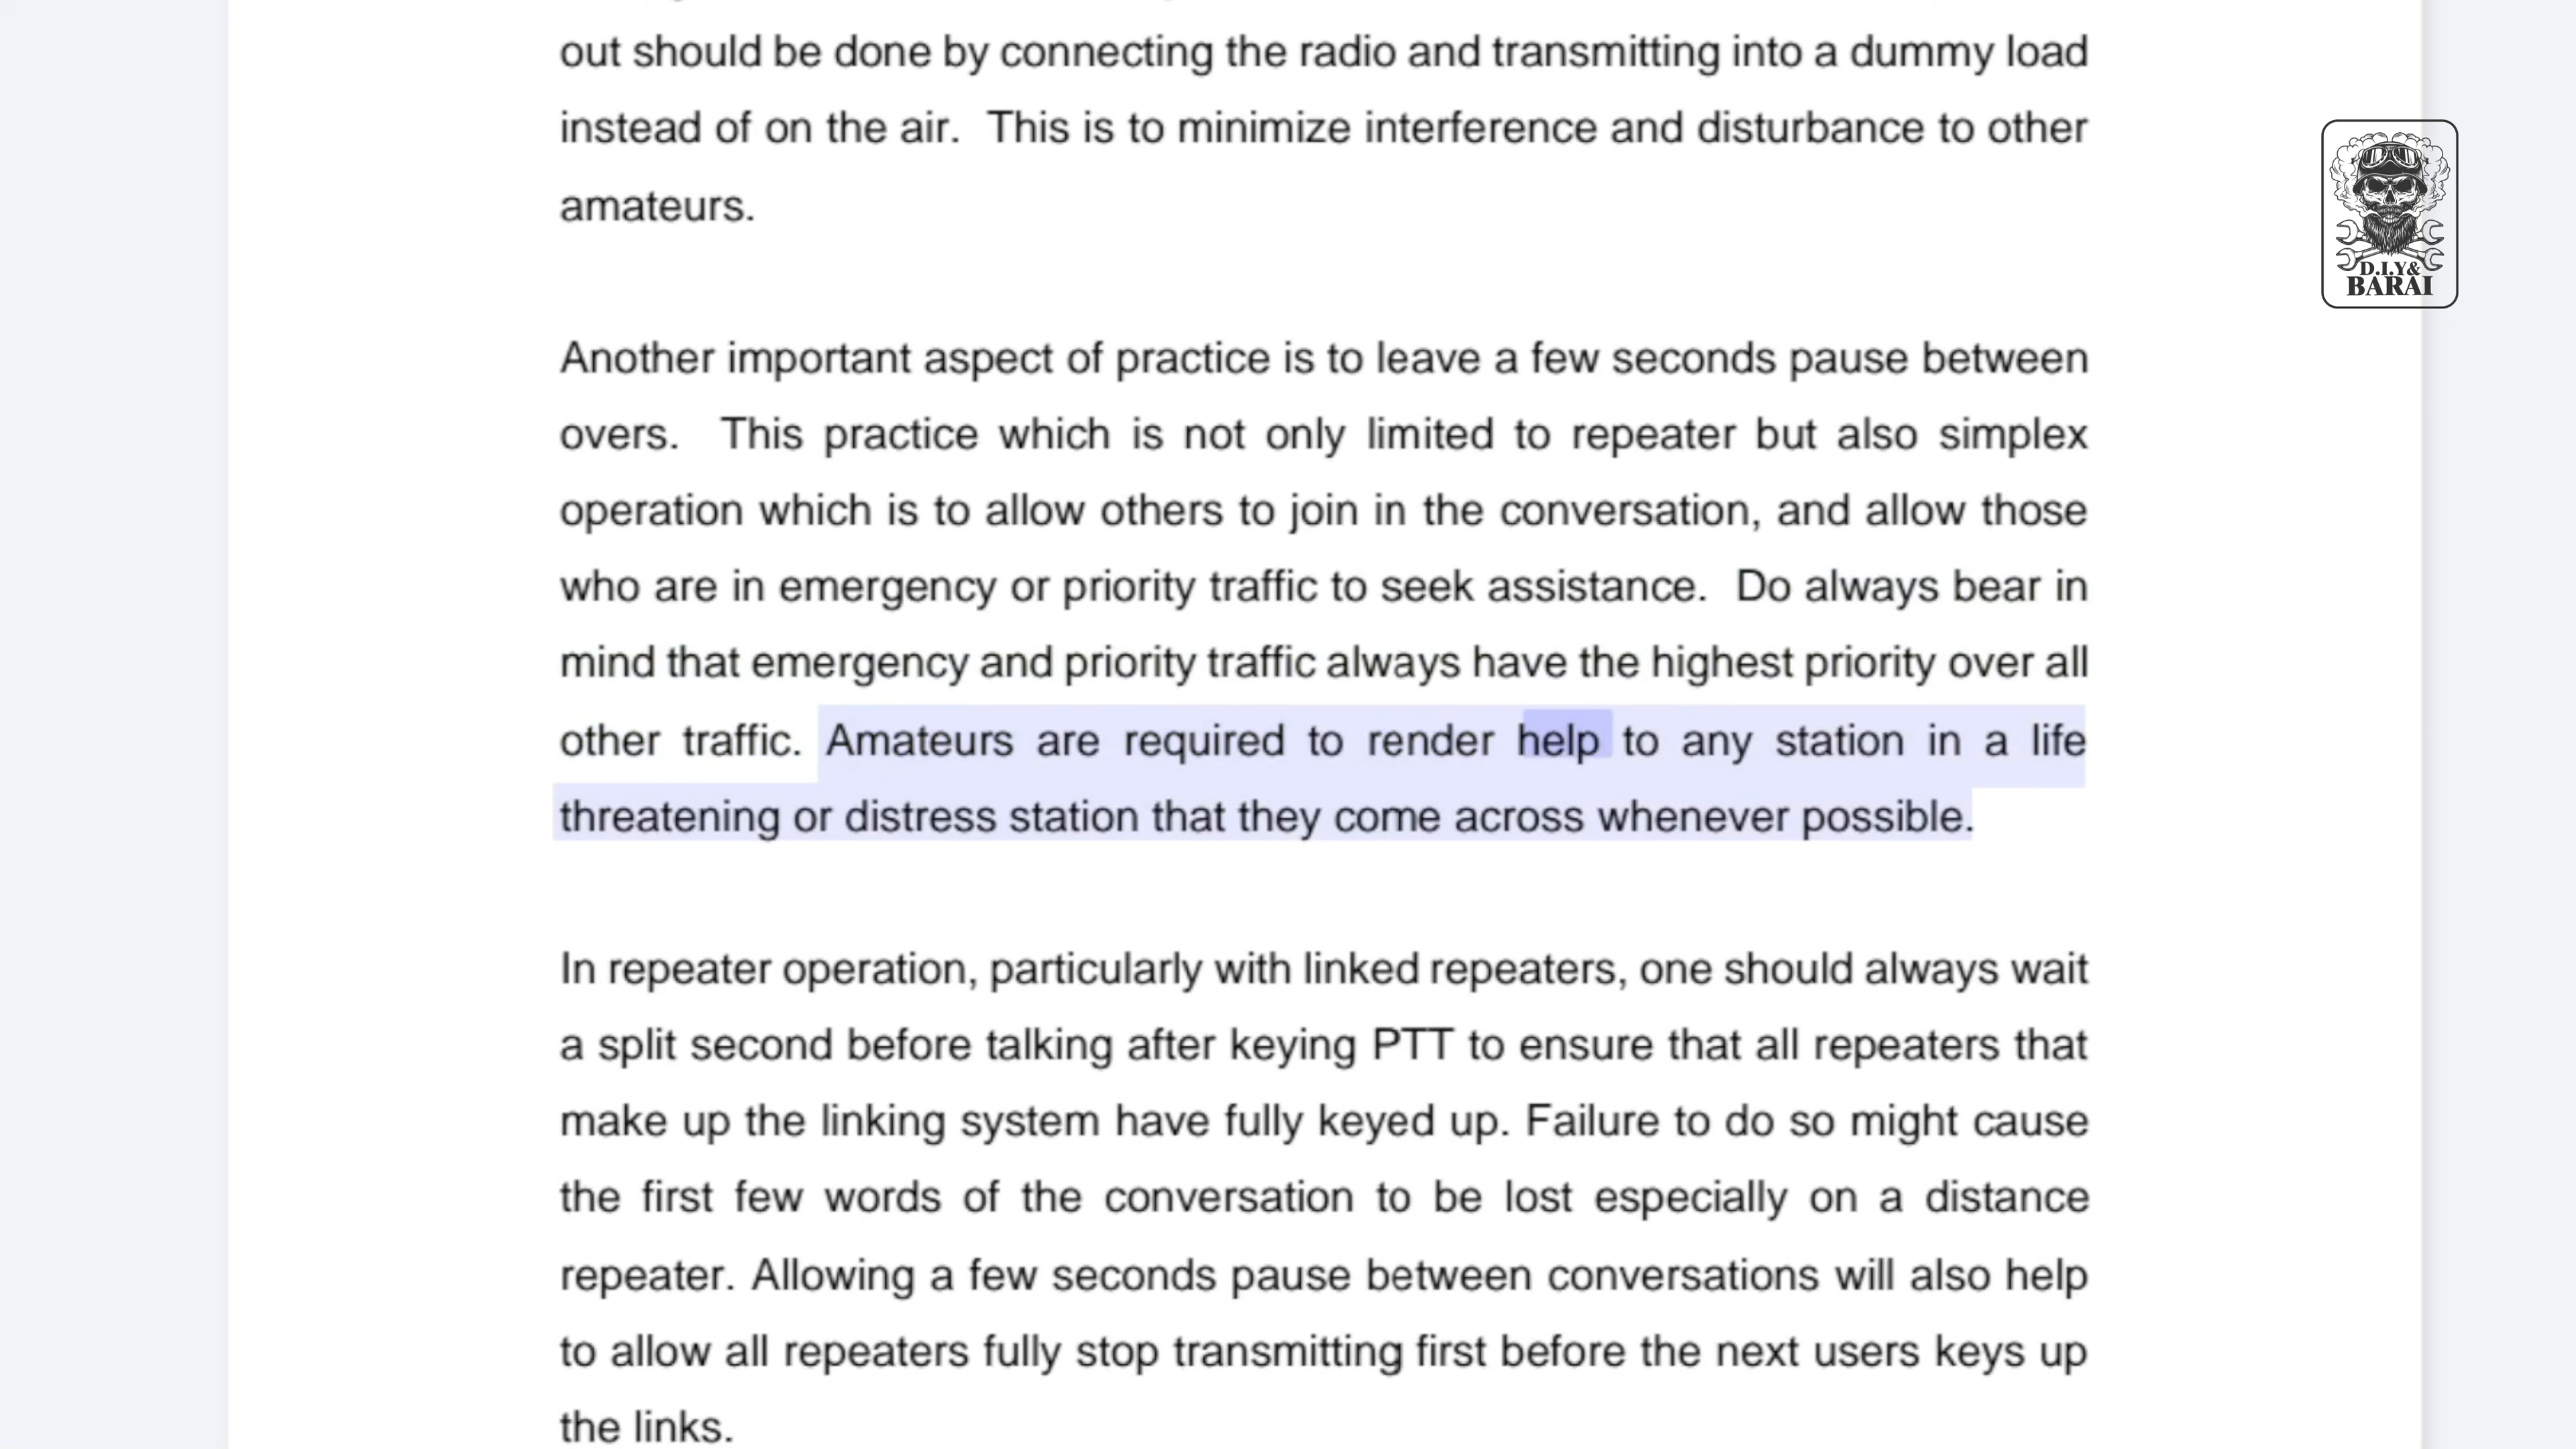 out should be done by connecting the radio and transmitting into a dummy load
instead of on the air.  This is to minimize interference and disturbance to other
amateurs.
Another important aspect of practice is to leave a few seconds pause between
overs.  This practice which is not only limited to repeater but also simplex
operation which is to allow others to join in the conversation, and allow those
who are in emergency or priority traffic to seek assistance.  Do always bear in
mind that emergency and priority traffic always have the highest priority over all
other traffic. Amateurs are required to render help to any station in a life
threatening or distress station that they come across whenever possible.
In repeater operation, particularly with linked repeaters, one should always wait
a split second before talking after keying PTT to ensure that all repeaters that
make up the linking system have fully keyed up. Failure to do so might cause
the first few words of the conversation to be lost especially on a distance
repeater. Allowing a few seconds pause between conversations will also help
to allow all repeaters fully stop transmitting first before the next users keys up
the links.
D.I.Y&
BARAI